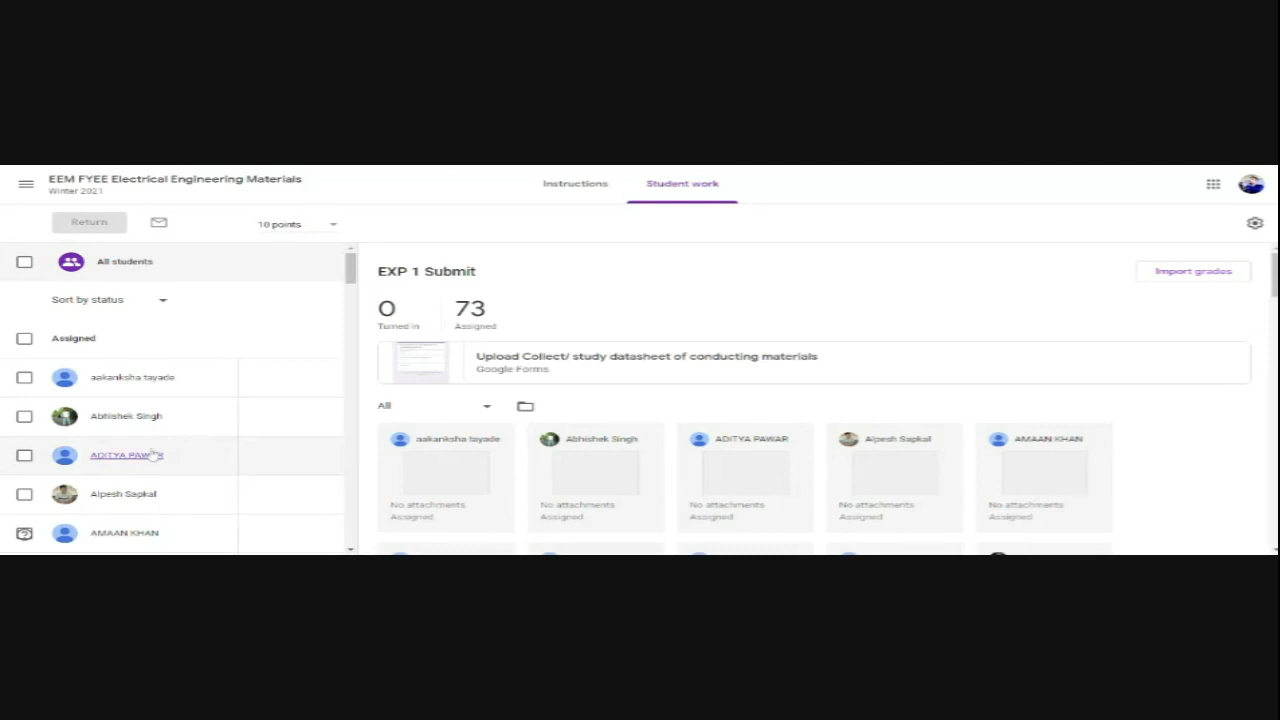 EEM FYEE Electrical Engineering Materials
Winter 2021
Instructions
Student work
Return
10 points
All students
Sort by status
Assigned
aakanksha tayade
Abhishek Singh
ADITYA PAWAR
Alpesh Sapkal
AMAAN KHAN
EXP 1 Submit
Import grades
0
73
Turned in
Assigned
Upload Collect/ study datasheet of conducting materials
Google Forms
All
aakanksha tayade
Abhishek Singh
ADITYA PAWAR
Alpesh Sapkal
AMAAN KHAN
No attachments
No attachments
No attachments
No attachments
No attachments
Assigned
Assigned
Assigned
Assigned
Assigned